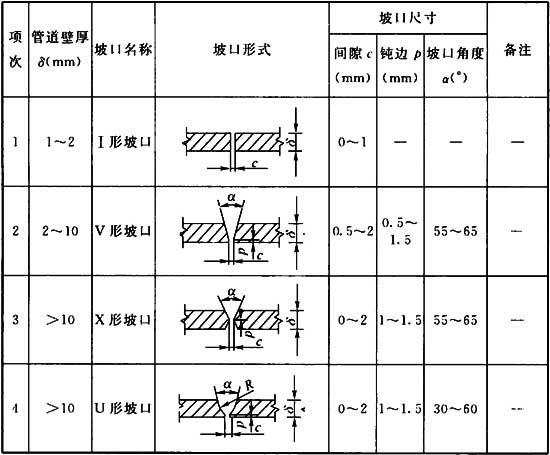 项次 管道壁厚 δ(mm) 坡口名称 坡口形式 坡口尺寸 备注
间隙 c (mm) 钝边 p (mm) 坡口角度 α(°)
1 1~2 I形坡口 δ c 0~1 — — —
2 2~10 V形坡口 α δ p c 0.5~2 0.5~1.5 55~65 —
3 >10 X形坡口 α δ p c 0~2 1~1.5 55~65 —
4 >10 U形坡口 α R δ p c 0~2 1~1.5 30~60 --